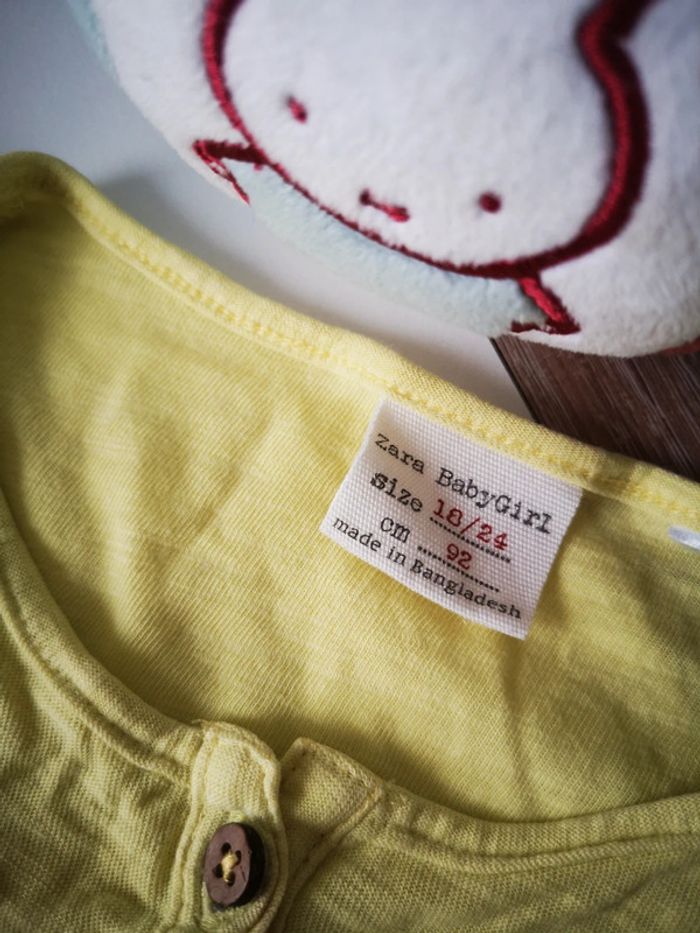 Zara BabyGirl
Size 18/24
cm 92
made in Bangladesh